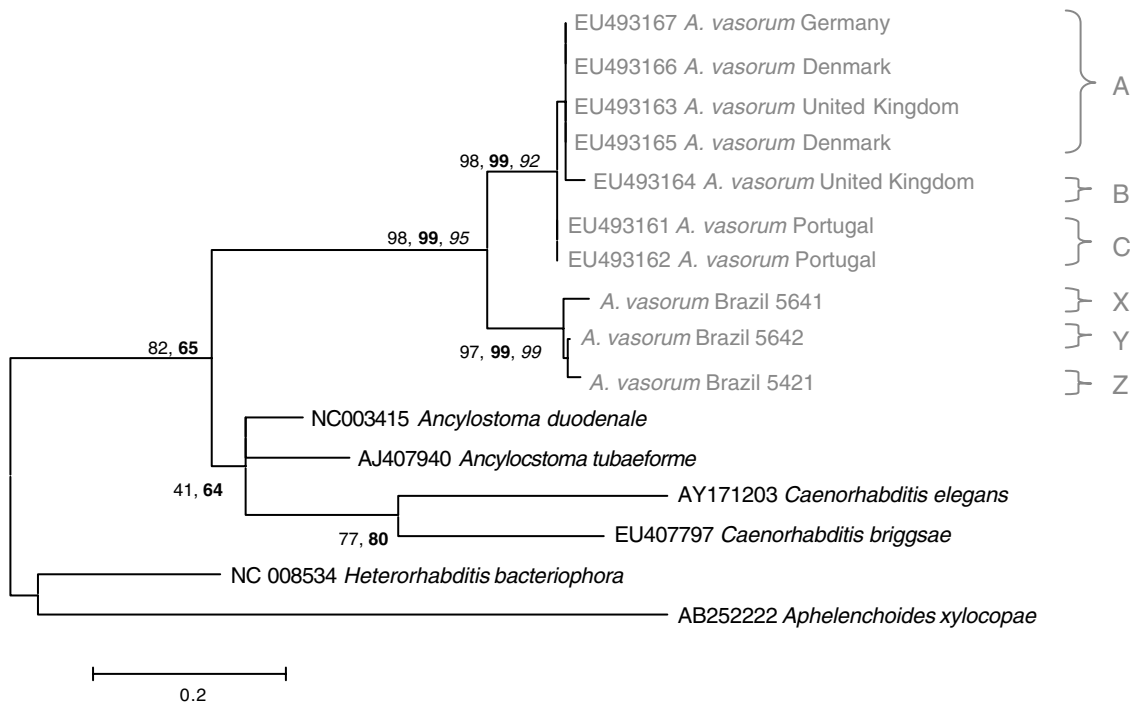 EU493167 A. vasorum Germany
EU493166 A. vasorum Denmark
A
EU493163 A. vasorum United Kingdom
EU493165 A. vasorum Denmark
98, 99, 92
EU493164 A. vasorum United Kingdom
B
EU493161 A. vasorum Portugal
98, 99, 95
C
EU493162 A. vasorum Portugal
A. vasorum Brazil 5641
X
A. vasorum Brazil 5642
Y
82, 65
97, 99, 99
A. vasorum Brazil 5421
Z
NC003415 Ancylostoma duodenale
AJ407940 Ancylocstoma tubaeforme
41, 64
AY171203 Caenorhabditis elegans
EU407797 Caenorhabditis briggsae
77, 80
NC 008534 Heterorhabditis bacteriophora
AB252222 Aphelenchoides xylocopae
0.2